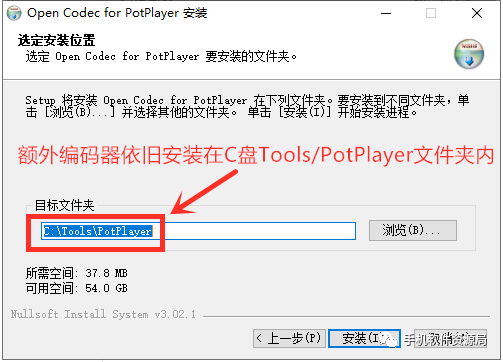 Open Codec for PotPlayer 安装
选定安装位置
选定 Open Codec for PotPlayer 要安装的文件夹。
Setup 将安装 Open Codec for PotPlayer 在下列文件夹。要安装到不同文件夹，单
击 [浏览(B)...] 并选择其他的文件夹。 单击 [安装(I)] 开始安装进程。
额外编码器依旧安装在C盘Tools/PotPlayer文件夹内
目标文件夹
C:\Tools\PotPlayer
浏览(B)...
所需空间: 37.8 MB
可用空间: 54.0 GB
Nullsoft Install System v3.02.1
< 上一步(P)
安装(I)
手机软件资源局